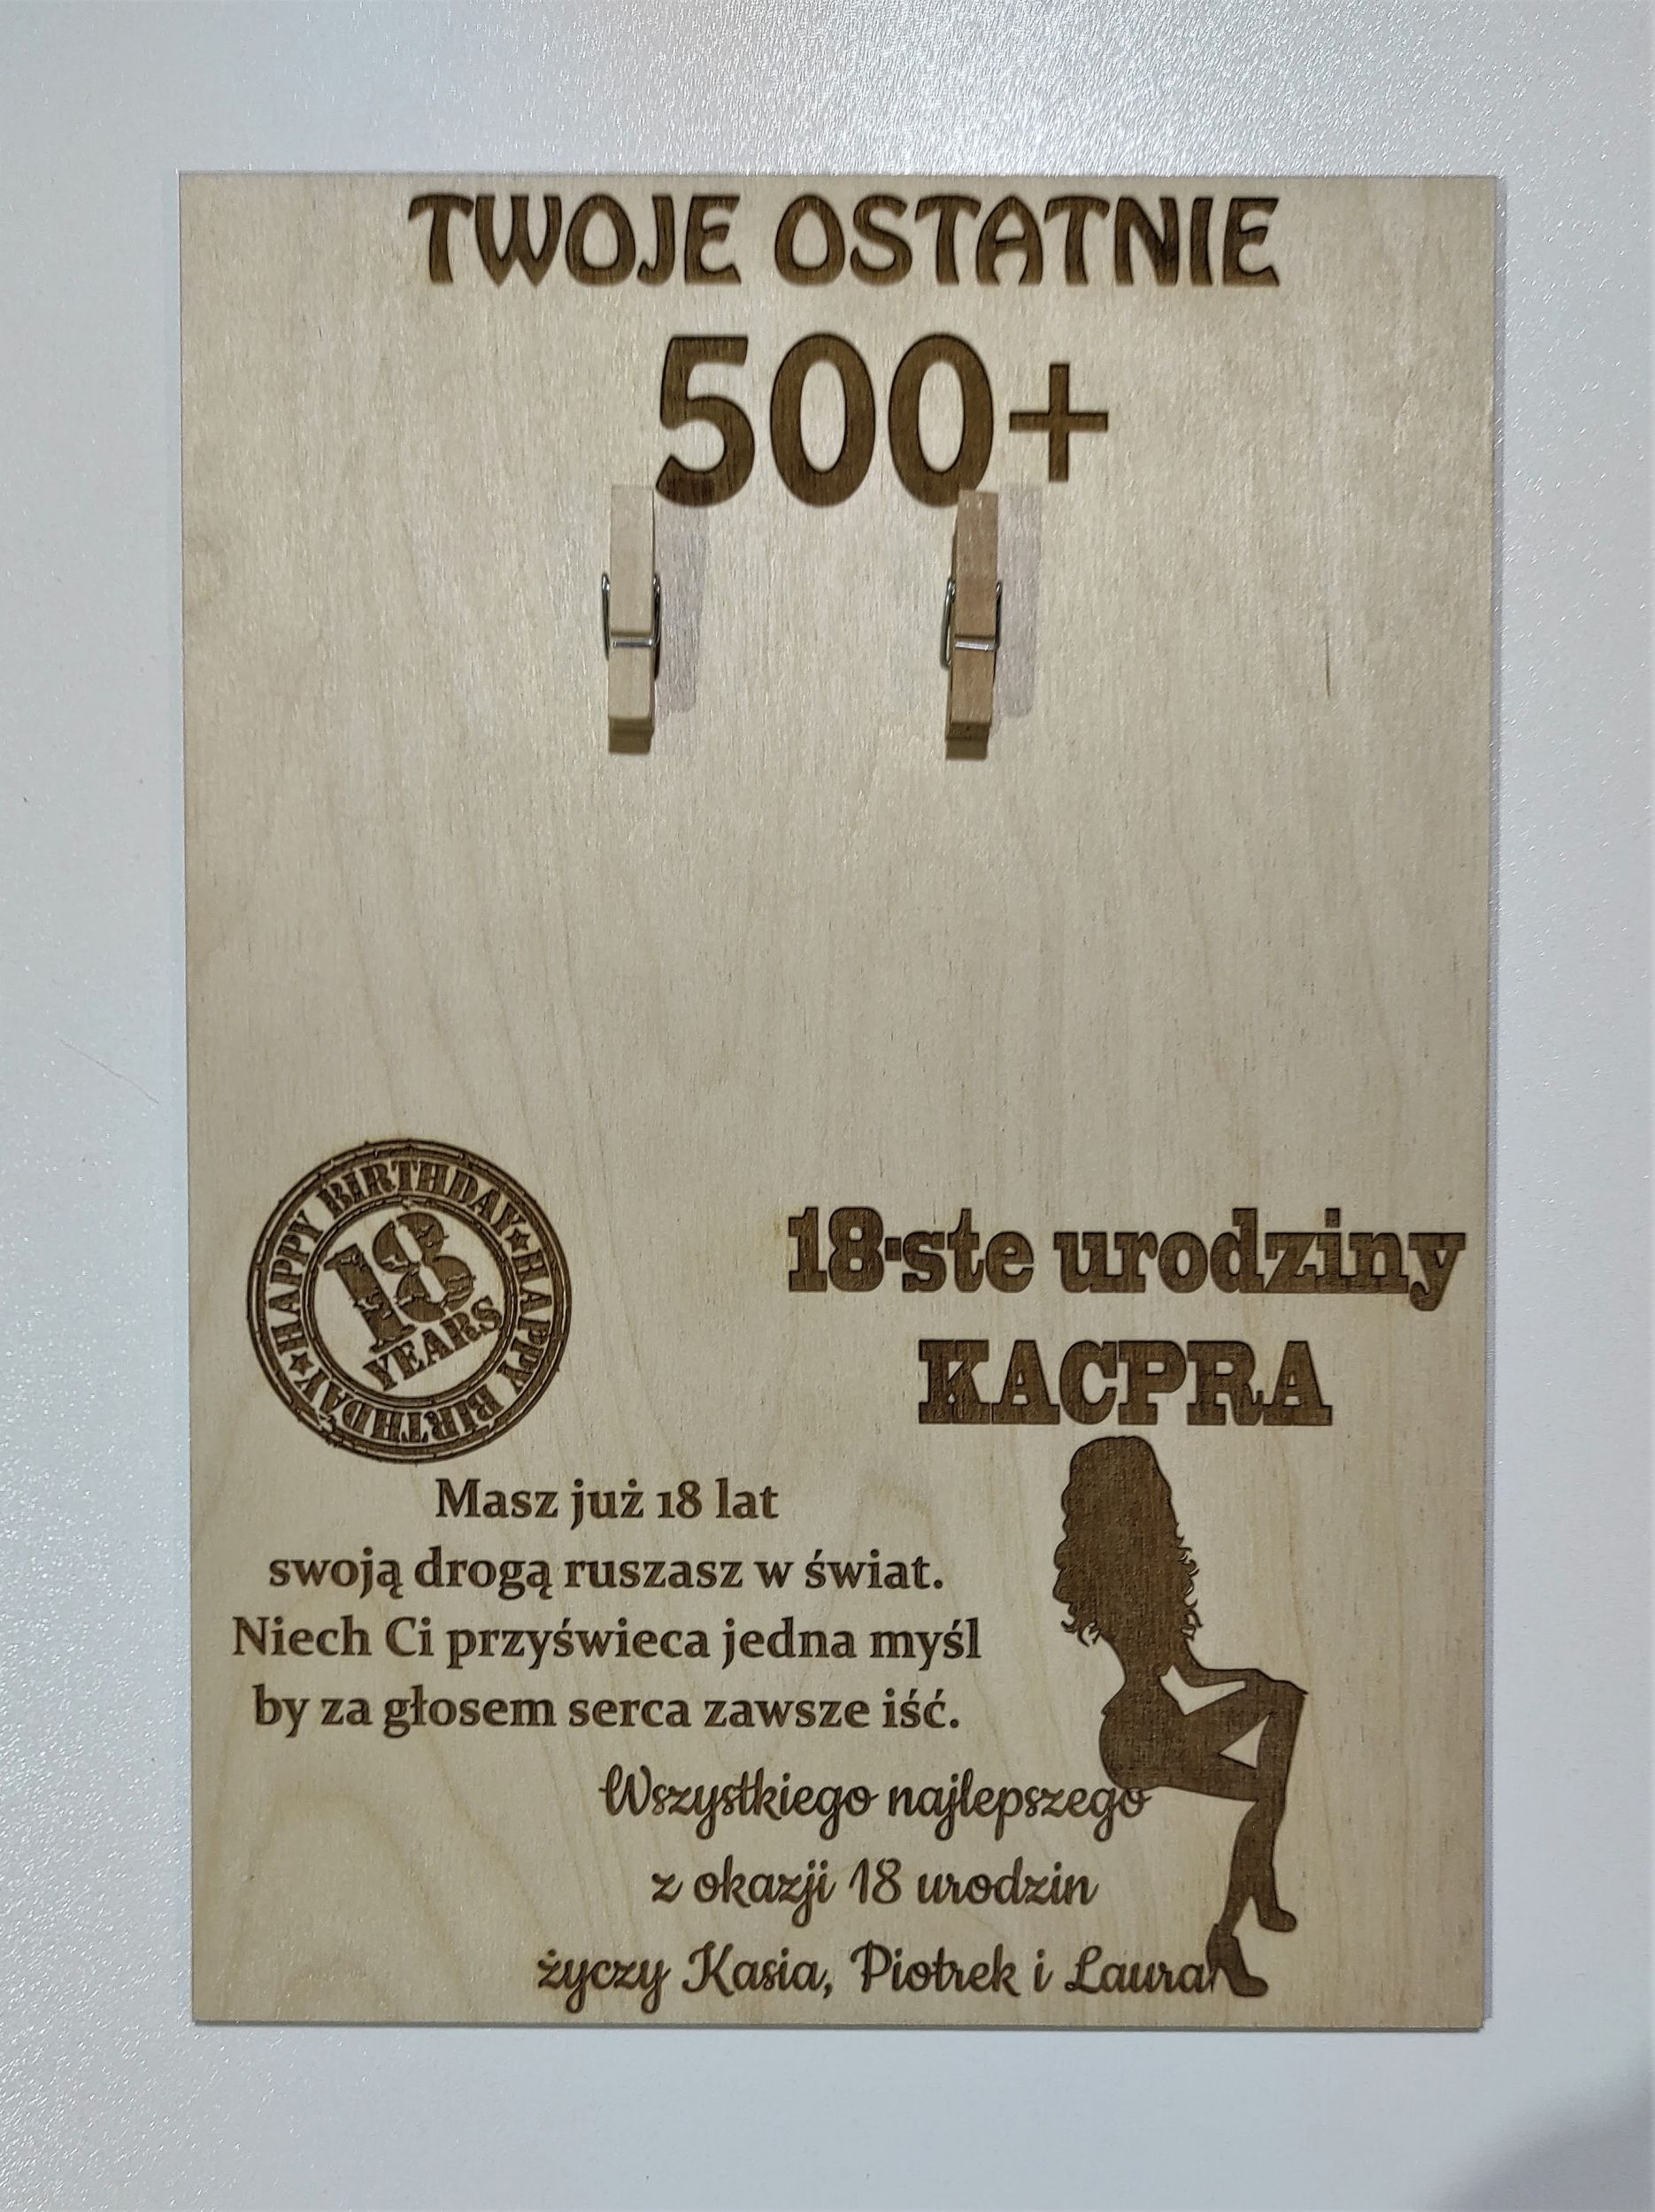 TWOJE OSTATNIE
500+
HAPPY BIRTHDAY ★ HAPPY BIRTHDAY ★
18
YEARS
18-ste urodziny
KACPRA
Masz już 18 lat
swoją drogą ruszasz w świat.
Niech Ci przyświeca jedna myśl
by za głosem serca zawsze iść.
Wszystkiego najlepszego
z okazji 18 urodzin
życzy Kasia, Piotrek i Laura